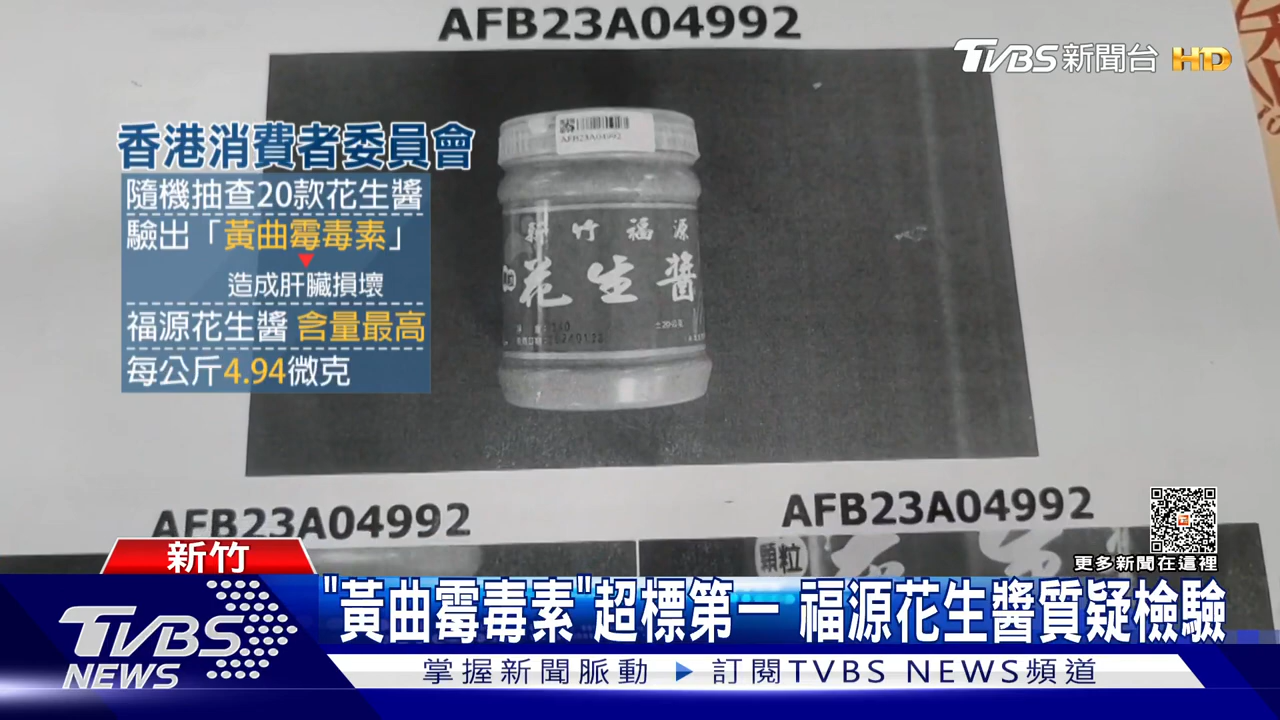 AFB23A04992
TVBS新聞台 HD
香港消費者委員會
隨機抽查20款花生醬
驗出「黃曲霉毒素」
造成肝臟損壞
福源花生醬 含量最高
每公斤4.94微克
AFB23A04992
新竹福源
花生醬
AFB23A04992
AFB23A04992
顆粒
花生
更多新聞在這裡
新竹
"黃曲霉毒素"超標第一 福源花生醬質疑檢驗
TVBS NEWS
掌握新聞脈動 ▶ 訂閱TVBS NEWS頻道